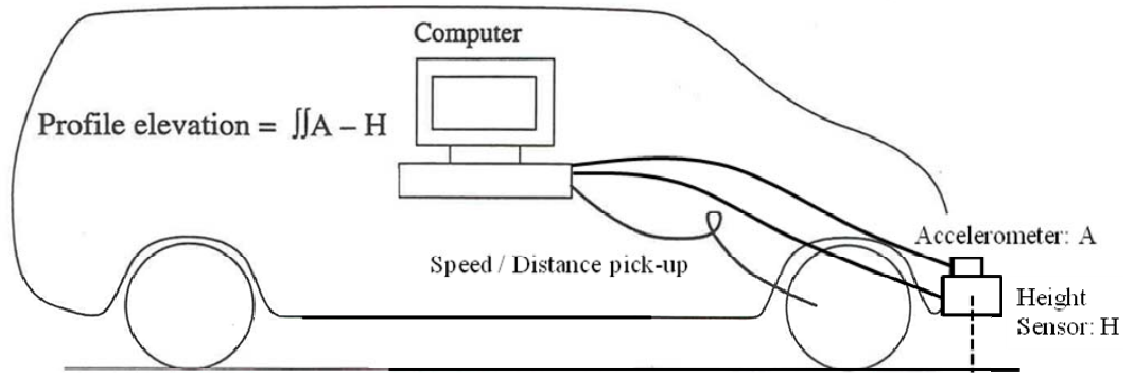 Computer
Profile elevation = ∬A – H
Accelerometer: A
Speed / Distance pick-up
Height
Sensor: H